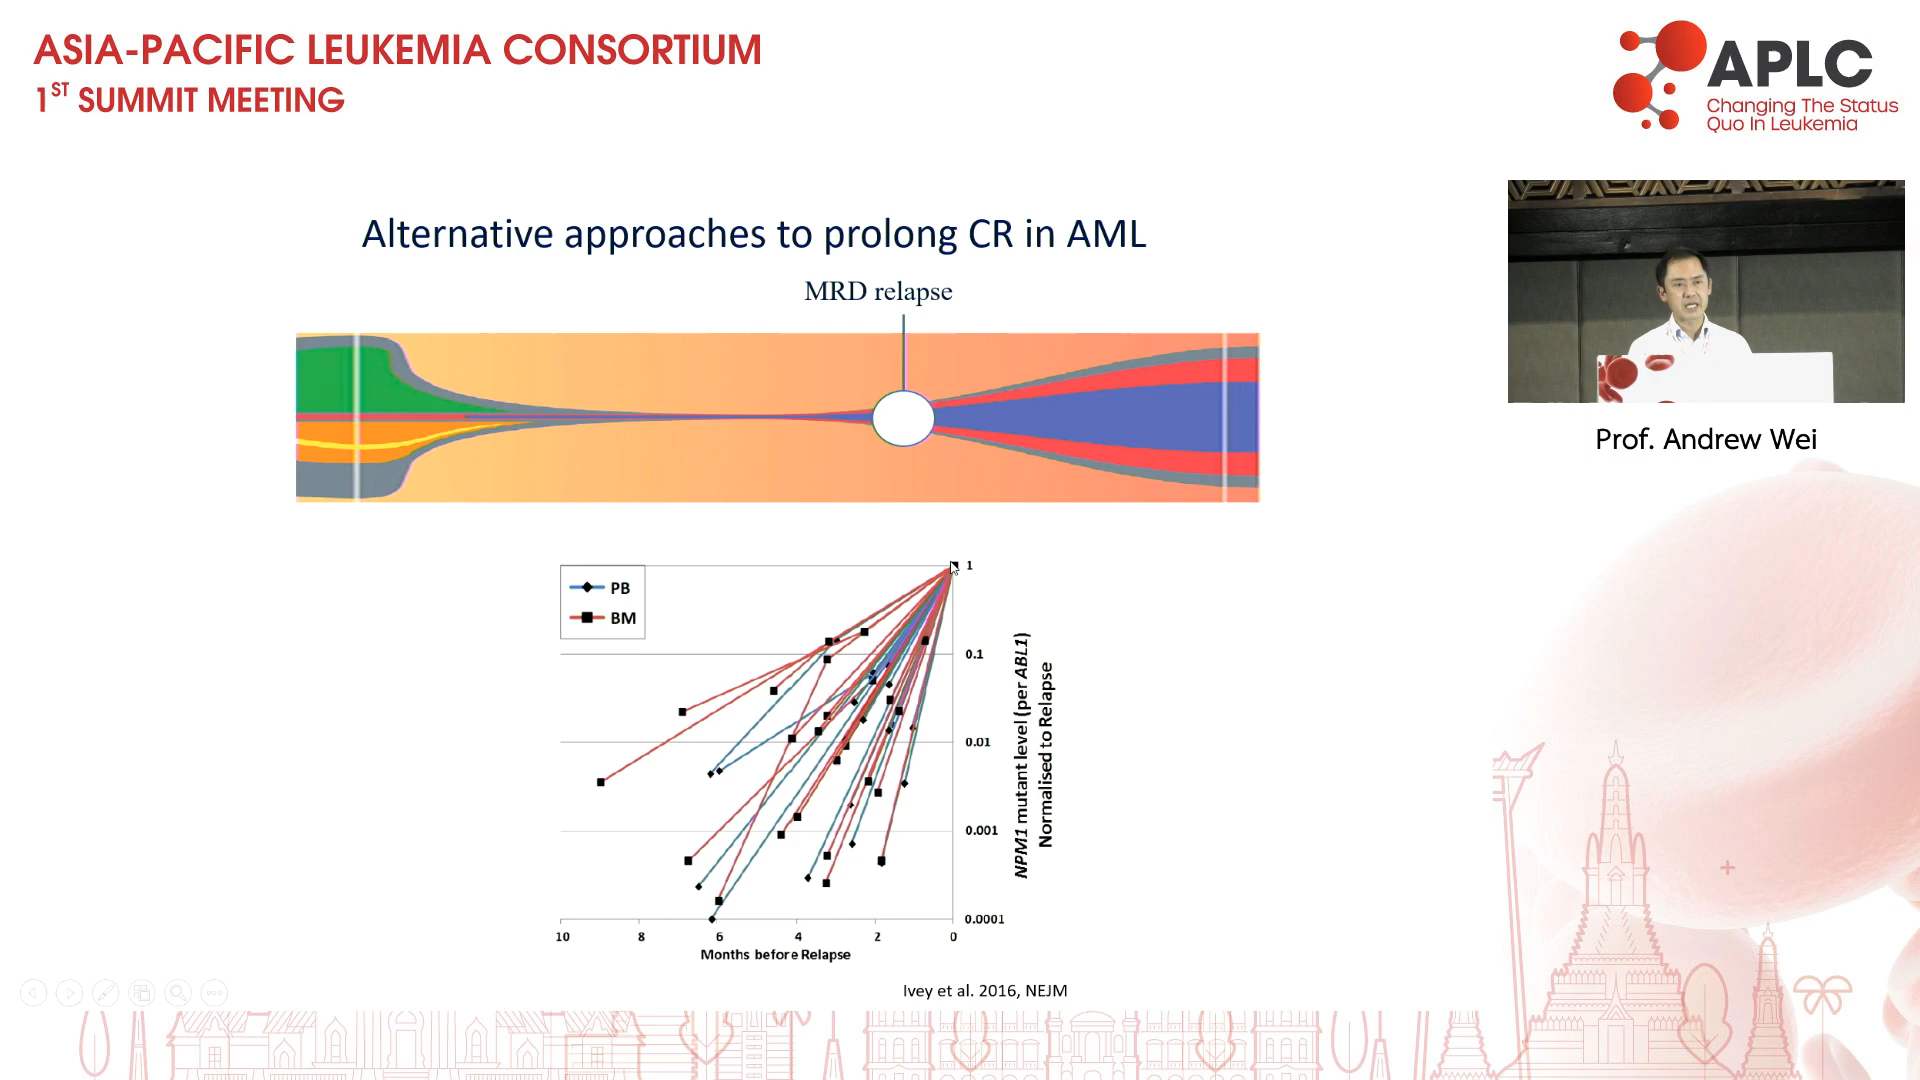 ASIA-PACIFIC LEUKEMIA CONSORTIUM
1ST SUMMIT MEETING
APLC
Changing The Status
Quo In Leukemia
Alternative approaches to prolong CR in AML
MRD relapse
Prof. Andrew Wei
PB
BM
1
0.1
0.01
0.001
0.0001
NPM1 mutant level (per ABL1)
Normalised to Relapse
10 8 6 4 2 0
Months before Relapse
Ivey et al. 2016, NEJM